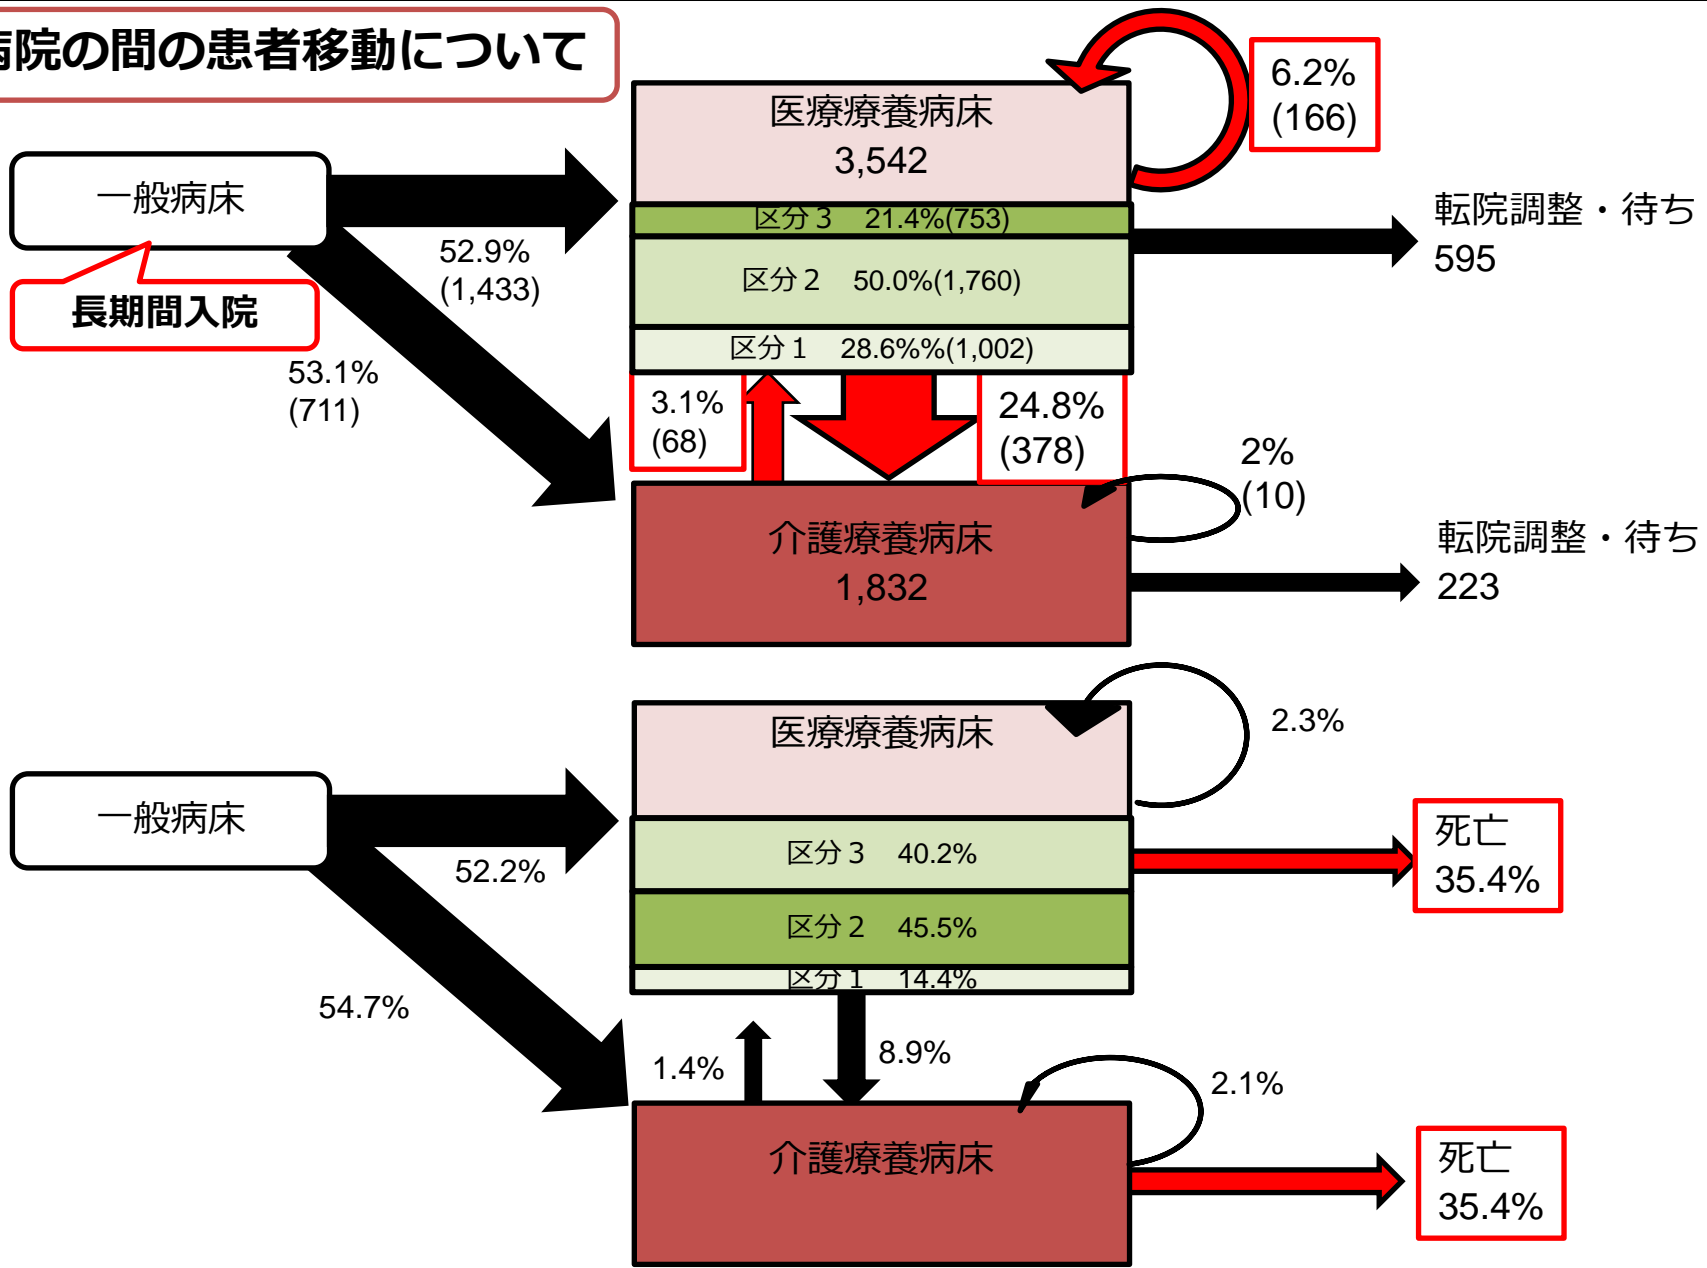 病院の間の患者移動について
6.2%
(166)
医療療養病床
3,542
一般病床
長期間入院
52.9%
(1,433)
53.1%
(711)
区分３ 21.4%(753)
区分２ 50.0%(1,760)
区分１ 28.6%%(1,002)
転院調整・待ち
595
3.1%
(68)
24.8%
(378)
2%
(10)
介護療養病床
1,832
転院調整・待ち
223
医療療養病床
2.3%
一般病床
52.2%
54.7%
区分３ 40.2%
区分２ 45.5%
区分１ 14.4%
死亡
35.4%
1.4%
8.9%
2.1%
介護療養病床
死亡
35.4%